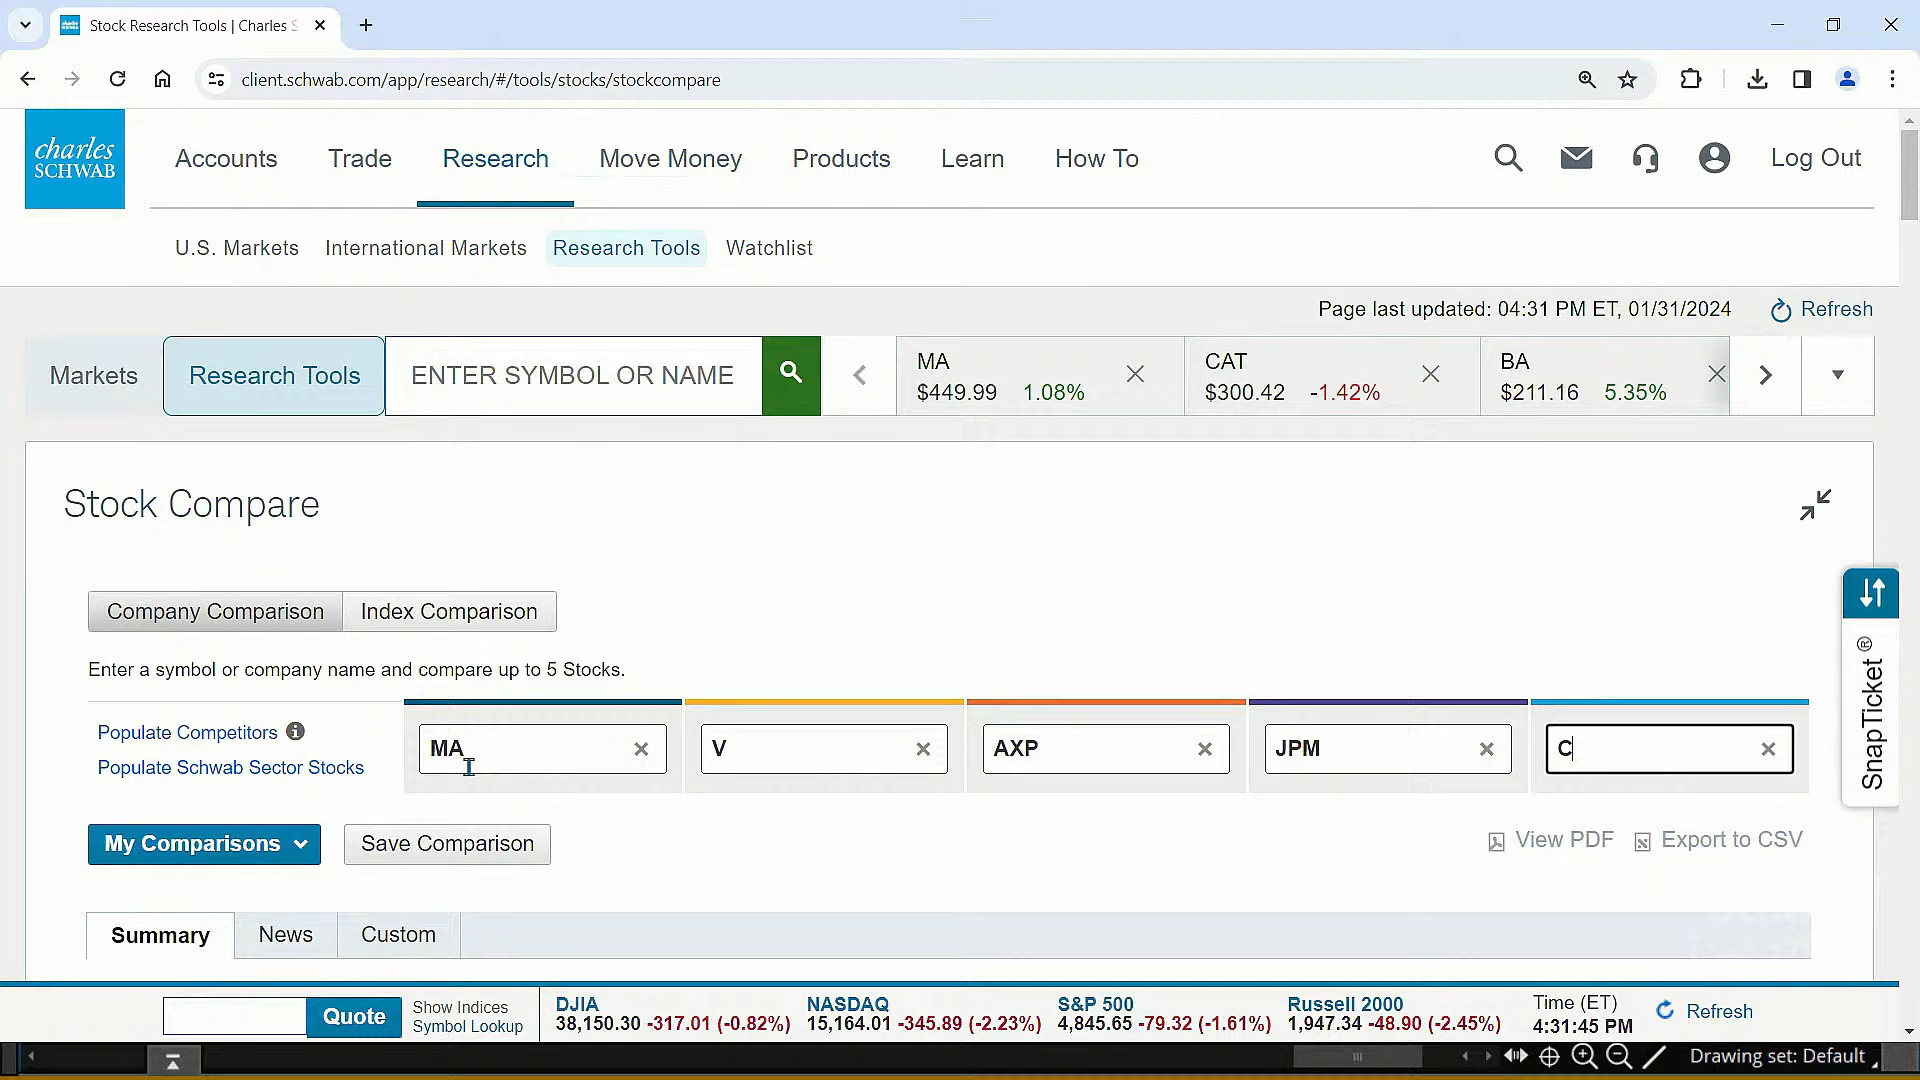 Stock Research Tools | Charles S
client.schwab.com/app/research/#/tools/stocks/stockcompare
charles SCHWAB
Accounts Trade Research Move Money Products Learn How To Log Out
U.S. Markets International Markets Research Tools Watchlist
Page last updated: 04:31 PM ET, 01/31/2024 Refresh
Markets Research Tools ENTER SYMBOL OR NAME
MA CAT BA
$449.99 1.08% $300.42 -1.42% $211.16 5.35%
Stock Compare
Company Comparison Index Comparison
Enter a symbol or company name and compare up to 5 Stocks.
Populate Competitors
Populate Schwab Sector Stocks
MA V AXP JPM C
My Comparisons Save Comparison View PDF Export to CSV
SnapTicket®
Summary News Custom
Quote
Show Indices
Symbol Lookup
DJIA NASDAQ S&P 500 Russell 2000 Time (ET)
38,150.30 -317.01 (-0.82%) 15,164.01 -345.89 (-2.23%) 4,845.65 -79.32 (-1.61%) 1,947.34 -48.90 (-2.45%) 4:31:45 PM Refresh
Drawing set: Default